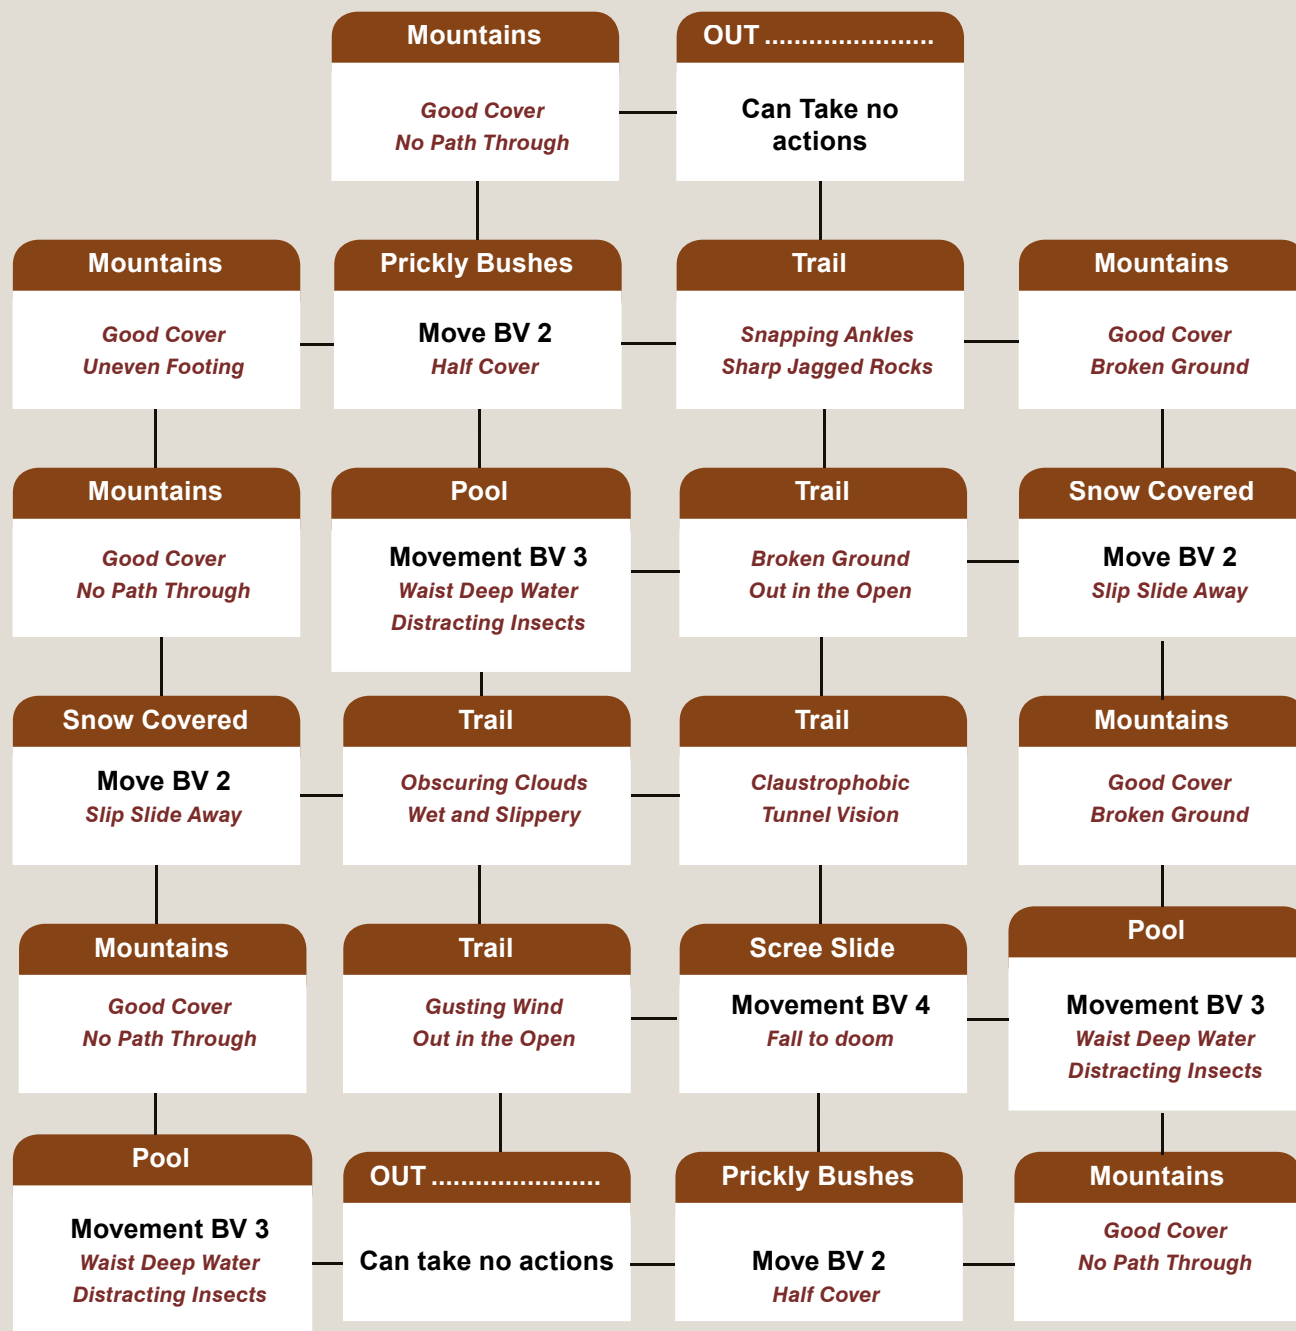 Mountains
Good Cover
No Path Through
OUT .......................
Can Take no
actions
Mountains
Good Cover
Uneven Footing
Prickly Bushes
Move BV 2
Half Cover
Trail
Snapping Ankles
Sharp Jagged Rocks
Mountains
Good Cover
Broken Ground
Mountains
Good Cover
No Path Through
Pool
Movement BV 3
Waist Deep Water
Distracting Insects
Trail
Broken Ground
Out in the Open
Snow Covered
Move BV 2
Slip Slide Away
Snow Covered
Move BV 2
Slip Slide Away
Trail
Obscuring Clouds
Wet and Slippery
Trail
Claustrophobic
Tunnel Vision
Mountains
Good Cover
Broken Ground
Mountains
Good Cover
No Path Through
Trail
Gusting Wind
Out in the Open
Scree Slide
Movement BV 4
Fall to doom
Pool
Movement BV 3
Waist Deep Water
Distracting Insects
Pool
Movement BV 3
Waist Deep Water
Distracting Insects
OUT .......................
Can take no actions
Prickly Bushes
Move BV 2
Half Cover
Mountains
Good Cover
No Path Through